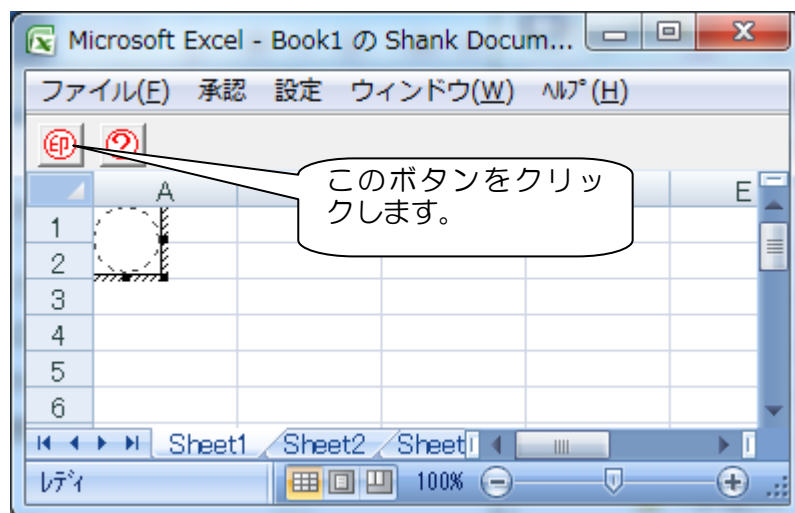 Microsoft Excel - Book1 の Shank Docum...
ファイル(F) 承認 設定 ウィンドウ(W) ﾍﾙﾌﾟ(H)
印 ?
このボタンをクリッ
クします。
A E
1
2
3
4
5
6
Sheet1 Sheet2 Sheet
ﾚﾃﾞｨ 100%